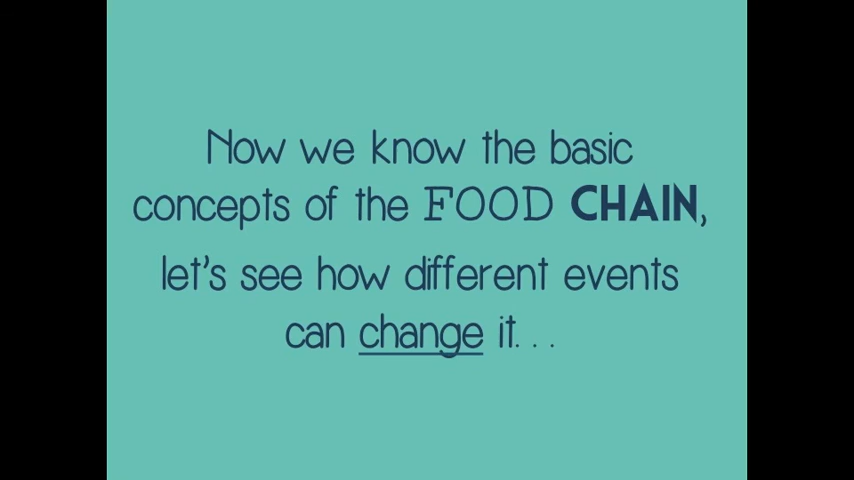 Now we know the basic
concepts of the FOOD CHAIN,
let's see how different events
can change it...